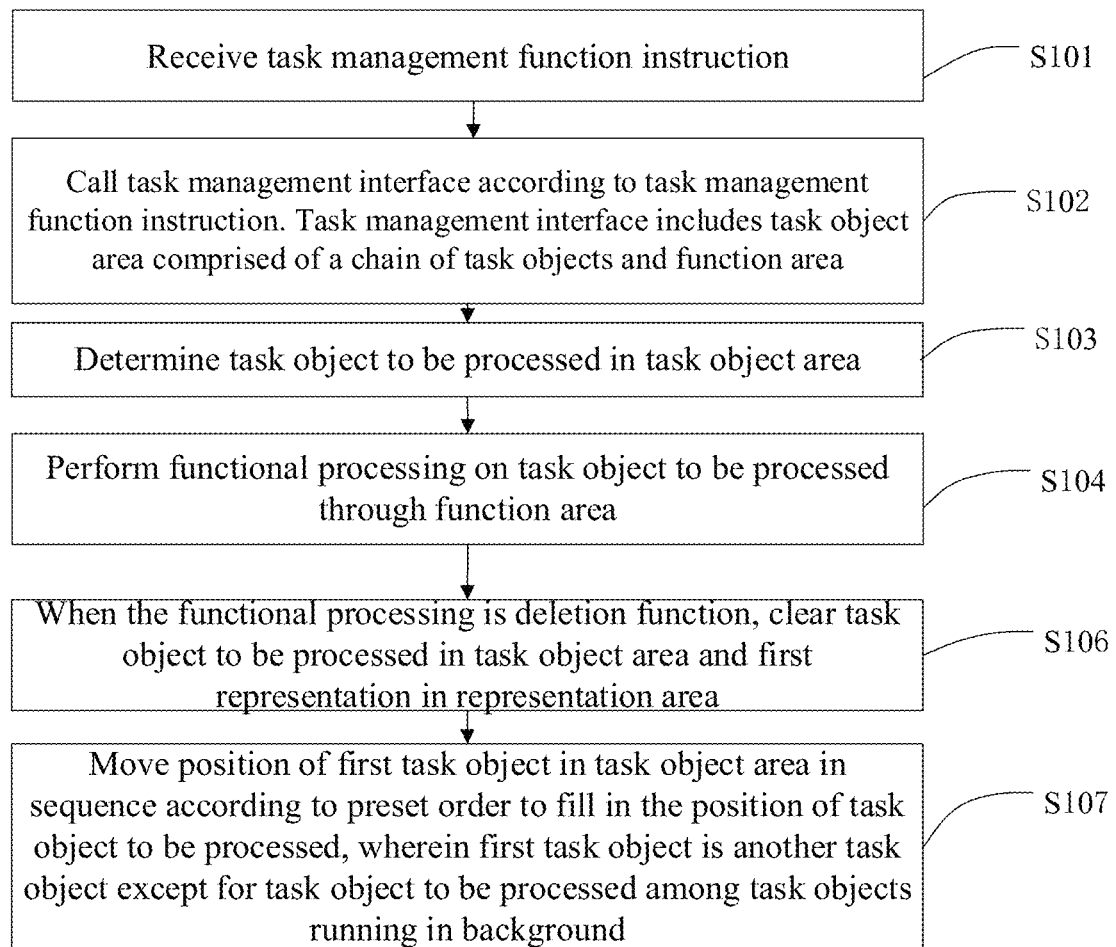 Receive task management function instruction
S101
Call task management interface according to task management
function instruction. Task management interface includes task object
area comprised of a chain of task objects and function area
S102
Determine task object to be processed in task object area
S103
Perform functional processing on task object to be processed
through function area
S104
When the functional processing is deletion function, clear task
object to be processed in task object area and first
representation in representation area
S106
Move position of first task object in task object area in
sequence according to preset order to fill in the position of task
object to be processed, wherein first task object is another task
object except for task object to be processed among task objects
running in background
S107